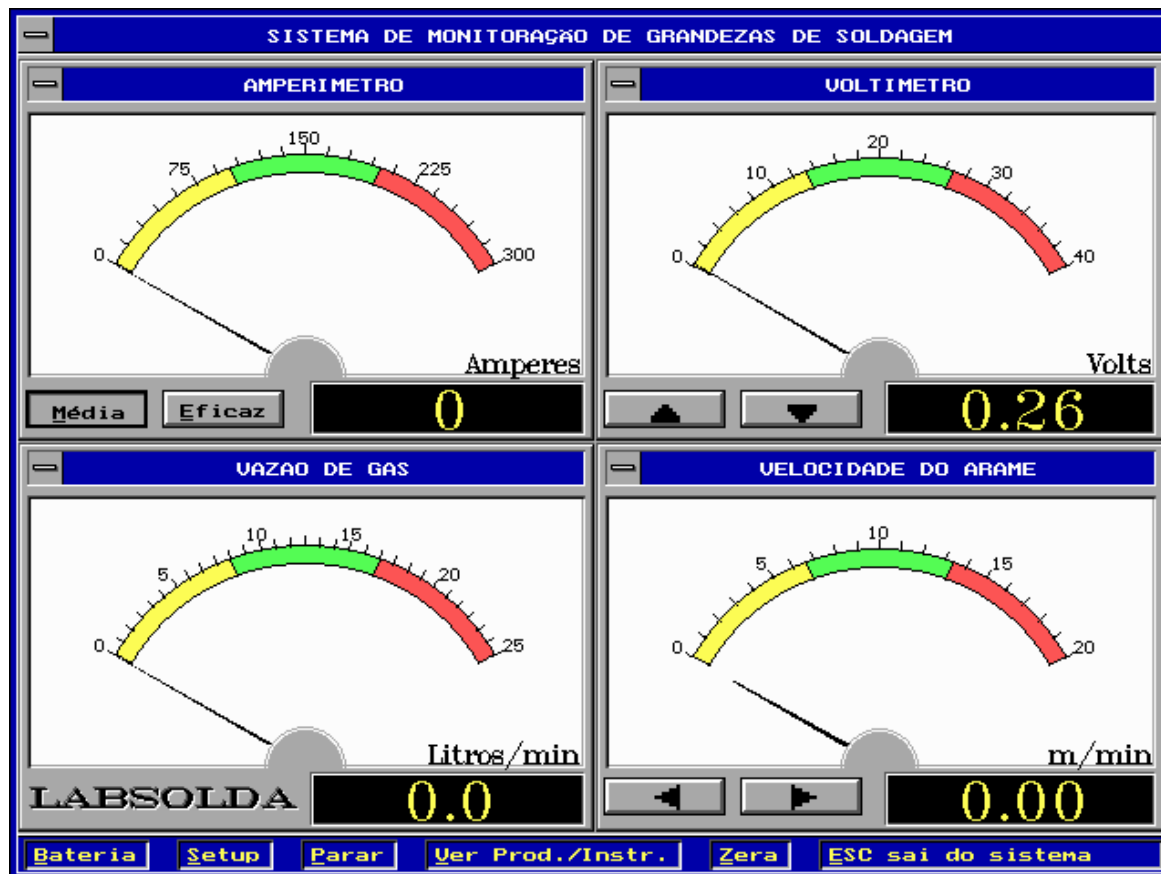 SISTEMA DE MONITORAÇÃO DE GRANDEZAS DE SOLDAGEM
AMPERIMETRO
0 75 150 225 300
Amperes
Média Eficaz 0
VOLTIMETRO
0 10 20 30 40
Volts
0.26
VAZAO DE GAS
0 5 10 15 20 25
Litros/min
LABSOLDA 0.0
VELOCIDADE DO ARAME
0 5 10 15 20
m/min
0.00
Bateria Setup Parar Ver Prod./Instr. Zera ESC sai do sistema